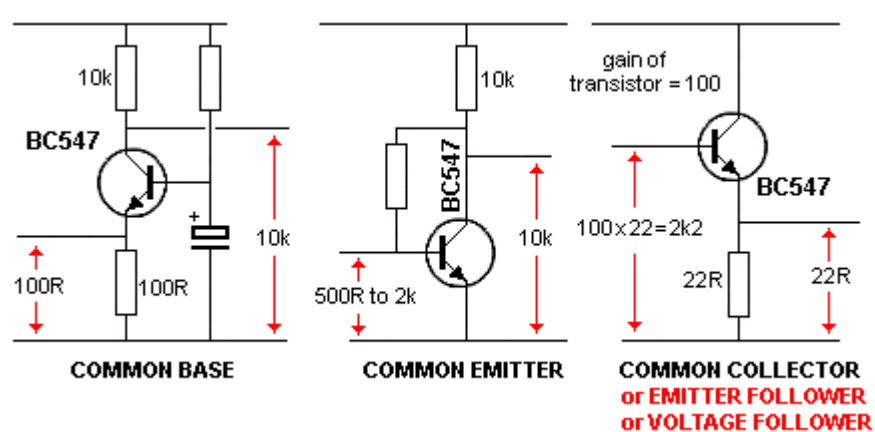 10k
BC547
+
100R
100R
10k
COMMON BASE
10k
BC547
500R to 2k
10k
COMMON EMITTER
gain of
transistor = 100
BC547
100x22=2k2
22R
22R
COMMON COLLECTOR
or EMITTER FOLLOWER
or VOLTAGE FOLLOWER